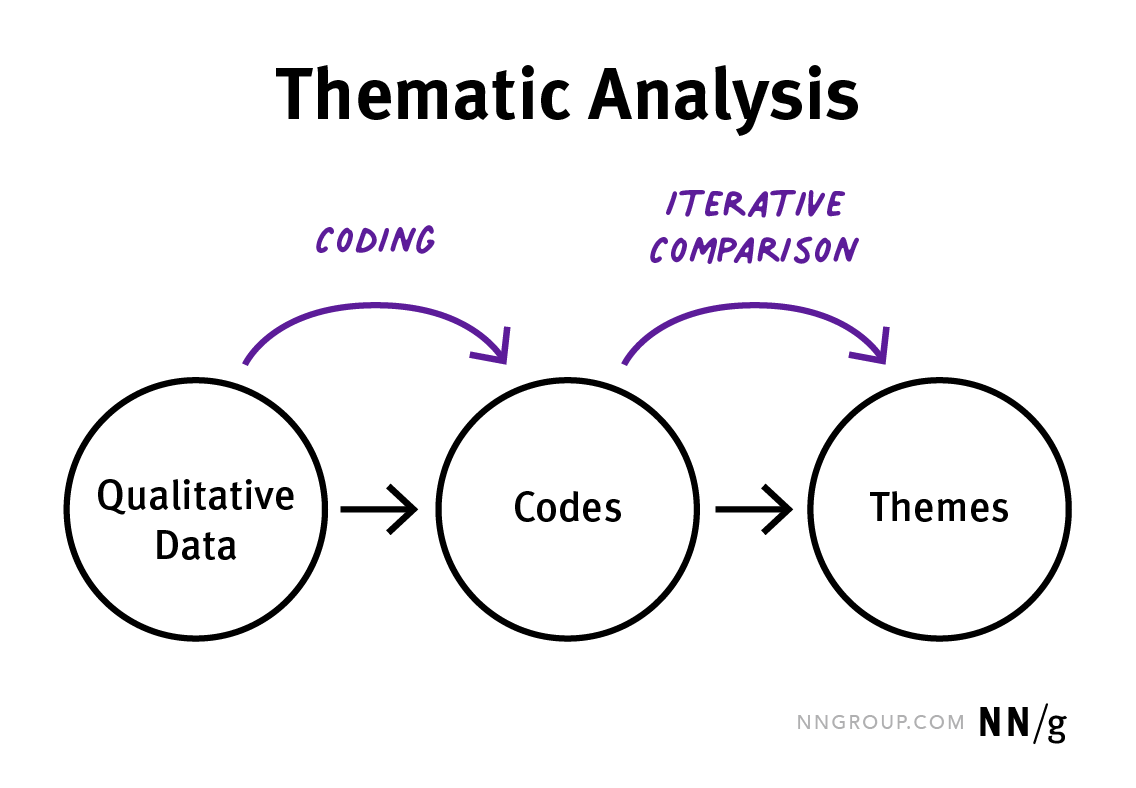 Thematic Analysis
CODING
ITERATIVE
COMPARISON
Qualitative
Data
Codes
Themes
NNGROUP.COM NN/g